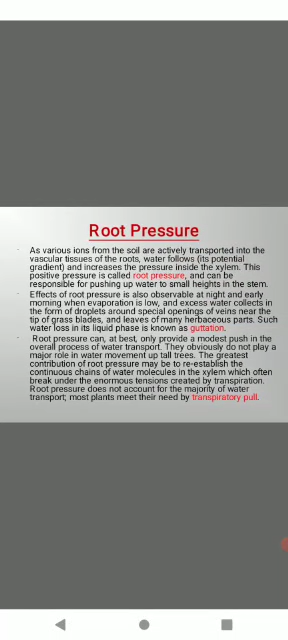 Root Pressure
As various ions from the soil are actively transported into the
vascular tissues of the roots, water follows (its potential
gradient) and increases the pressure inside the xylem. This
positive pressure is called root pressure, and can be
responsible for pushing up water to small heights in the stem.
Effects of root pressure is also observable at night and early
morning when evaporation is low, and excess water collects in
the form of droplets around special openings of veins near the
tip of grass blades, and leaves of many herbaceous parts. Such
water loss in its liquid phase is known as guttation.
Root pressure can, at best, only provide a modest push in the
overall process of water transport. They obviously do not play a
major role in water movement up tall trees. The greatest
contribution of root pressure may be to re-establish the
continuous chains of water molecules in the xylem which often
break under the enormous tensions created by transpiration.
Root pressure does not account for the majority of water
transport; most plants meet their need by transpiratory pull.